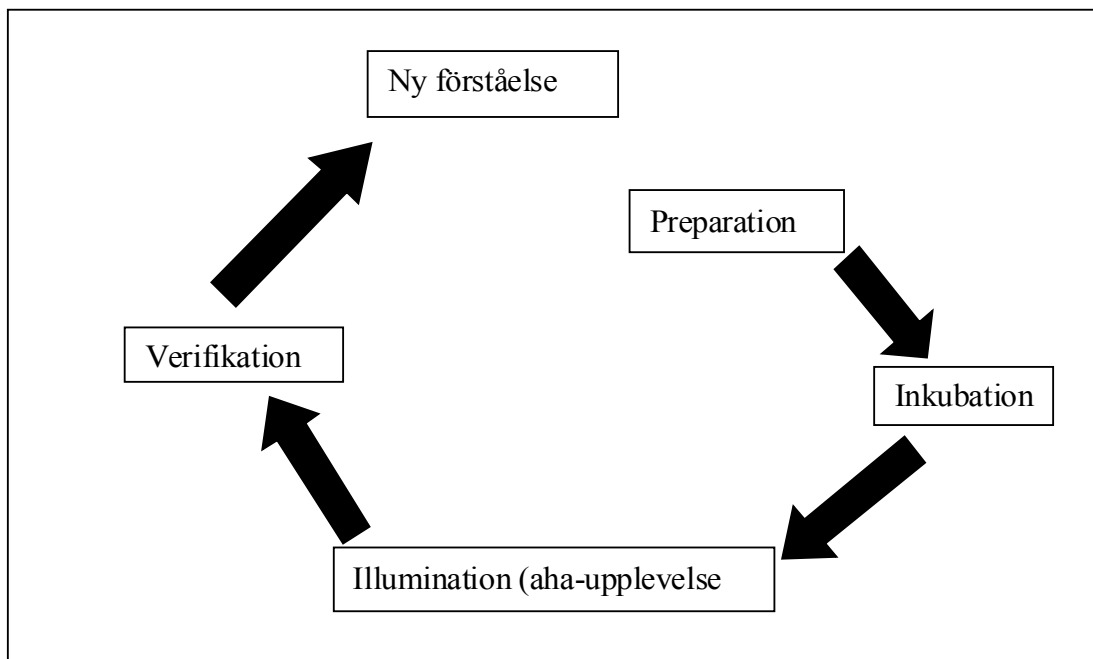 Ny förståelse
Preparation
Inkubation
Illumination (aha-upplevelse
Verifikation